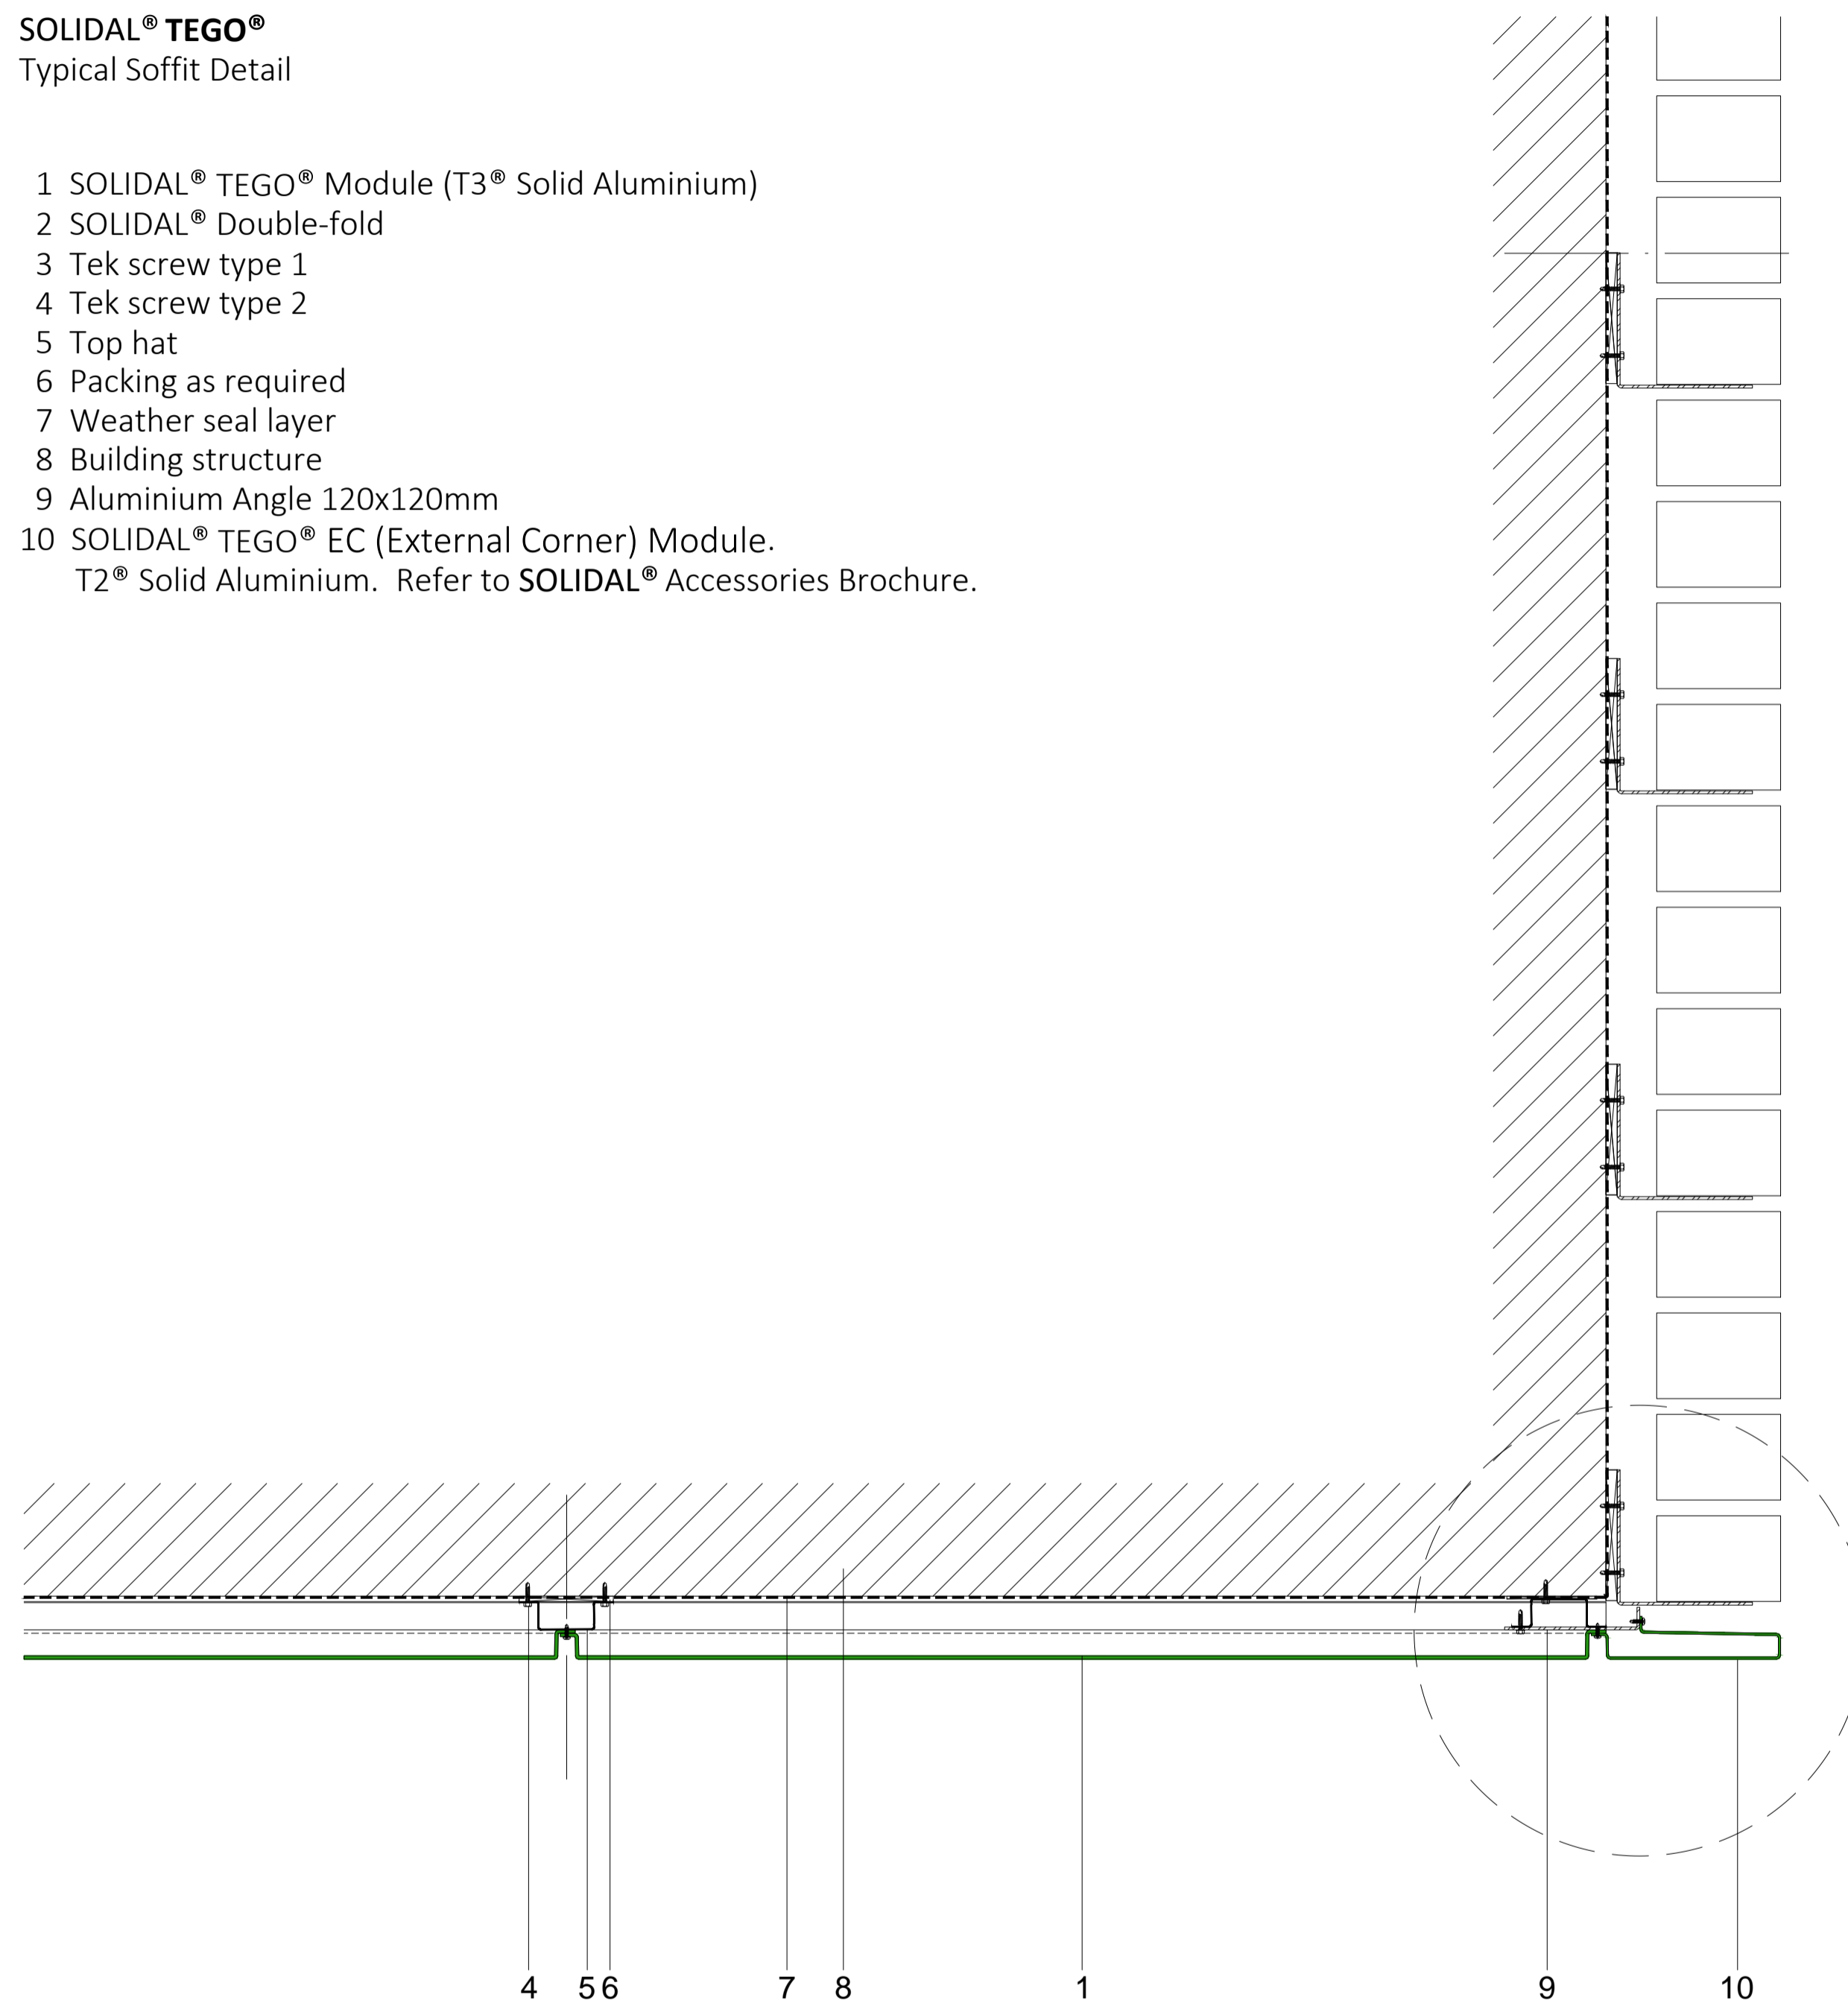 SOLIDAL® TEGO®
Typical Soffit Detail
1 SOLIDAL® TEGO® Module (T3® Solid Aluminium)
2 SOLIDAL® Double-fold
3 Tek screw type 1
4 Tek screw type 2
5 Top hat
6 Packing as required
7 Weather seal layer
8 Building structure
9 Aluminium Angle 120x120mm
10 SOLIDAL® TEGO® EC (External Corner) Module.
T2® Solid Aluminium. Refer to SOLIDAL® Accessories Brochure.
4 5 6 7 8 1 9 10